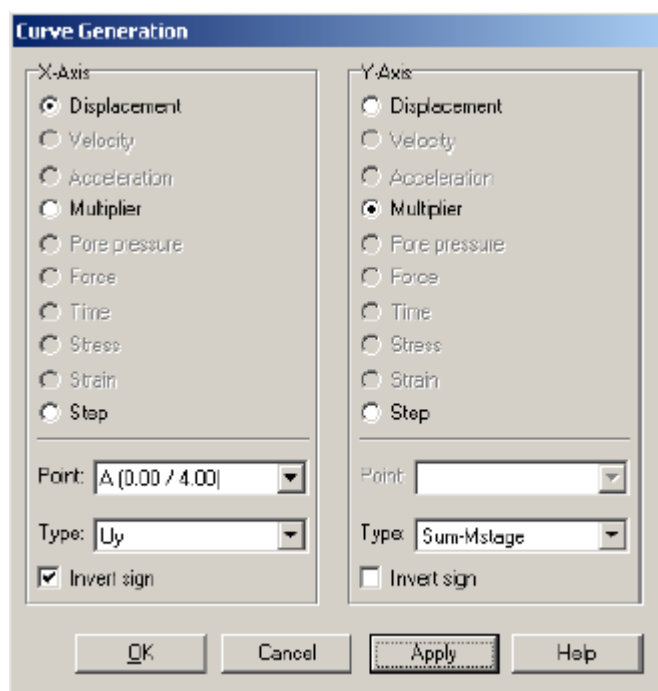 Curve Generation
X-Axis
Displacement
Velocity
Acceleration
Multiplier
Pore pressure
Force
Time
Stress
Strain
Step
Point: A (0.00 / 4.00)
Type: Uy
Invert sign
Y-Axis
Displacement
Velocity
Acceleration
Multiplier
Pore pressure
Force
Time
Stress
Strain
Step
Point:
Type: Sum-Mstage
Invert sign
OK Cancel Apply Help